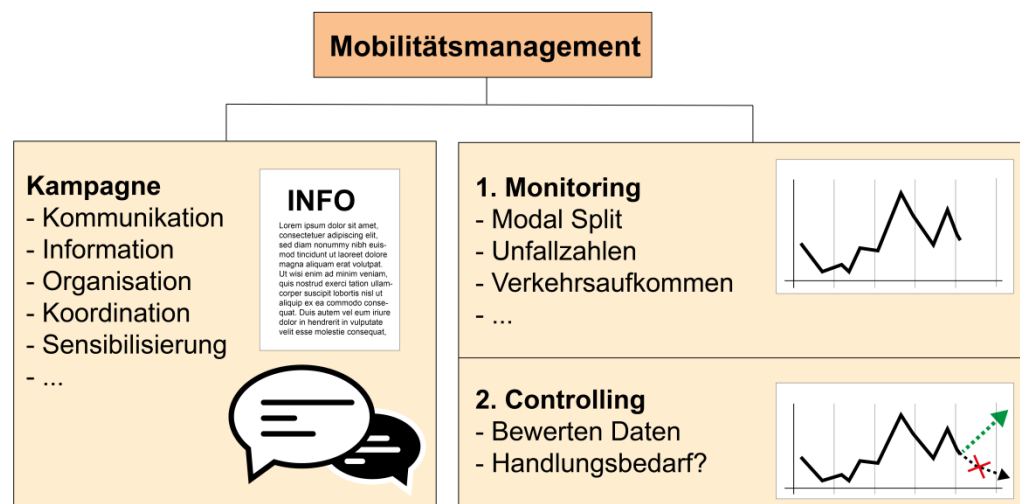 Mobilitätsmanagement
Kampagne
- Kommunikation
- Information
- Organisation
- Koordination
- Sensibilisierung
- ...
INFO
Lorem ipsum dolor sit amet,
consectetuer adipiscing elit,
sed diam nonummy nibh euis-
mod tincidunt ut laoreet dolore
magna aliquam erat volutpat.
Ut wisi enim ad minim veniam,
quis nostrud exerci tation ullam-
corper suscipit lobortis nisl ut
aliquip ex ea commodo conse-
quat. Duis autem vel eum iriure
dolor in hendrerit in vulputate
velit esse molestie consequat,
1. Monitoring
- Modal Split
- Unfallzahlen
- Verkehrsaufkommen
- ...
2. Controlling
- Bewerten Daten
- Handlungsbedarf?